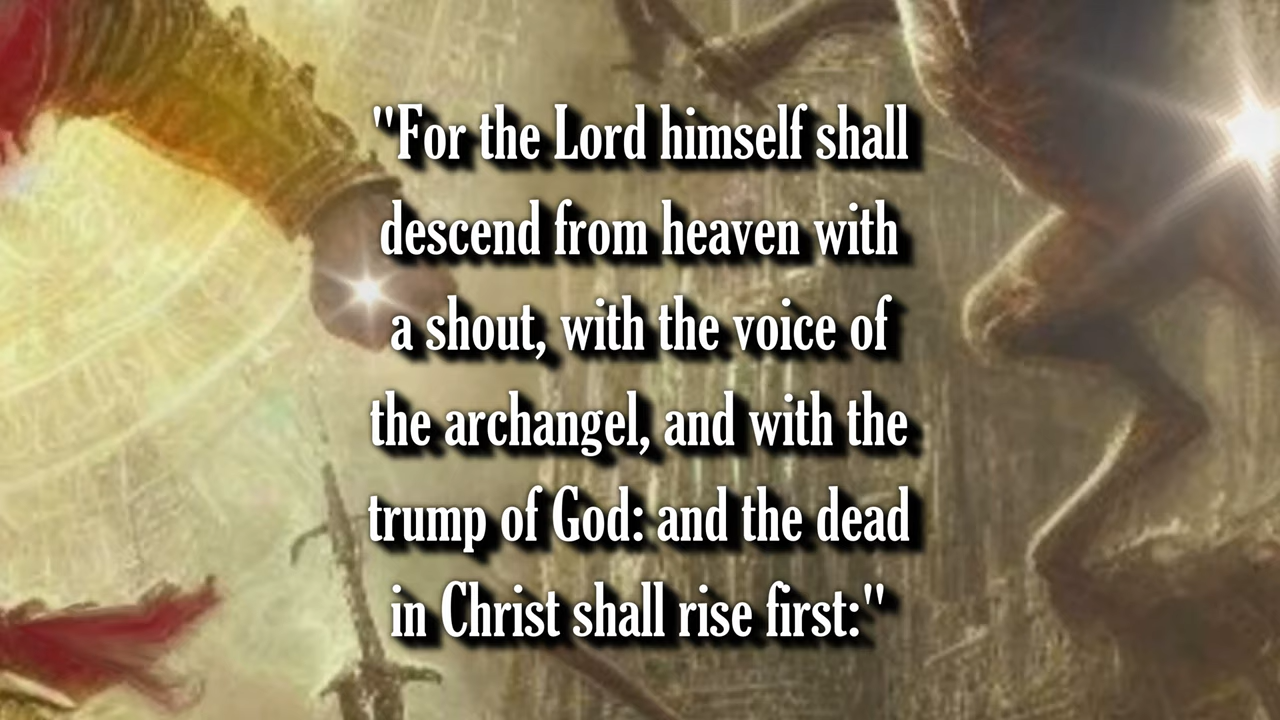 "For the Lord himself shall
descend from heaven with
a shout, with the voice of
the archangel, and with the
trump of God: and the dead
in Christ shall rise first:"